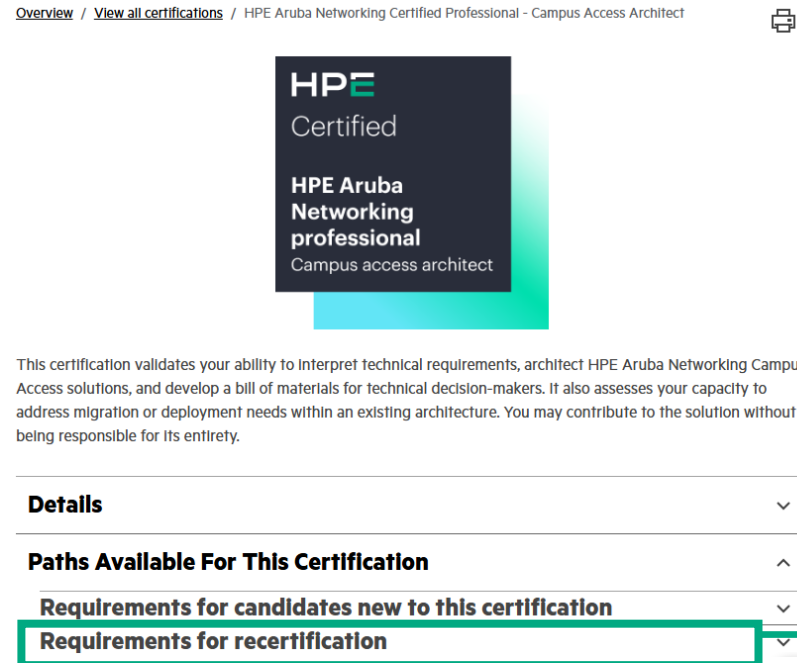 Overview / View all certifications / HPE Aruba Networking Certified Professional - Campus Access Architect
HPE
Certified
HPE Aruba
Networking
professional
Campus access architect
This certification validates your ability to interpret technical requirements, architect HPE Aruba Networking Campu
Access solutions, and develop a bill of materials for technical decision-makers. It also assesses your capacity to
address migration or deployment needs within an existing architecture. You may contribute to the solution without
being responsible for its entirety.
Details
Paths Available For This Certification
Requirements for candidates new to this certification
Requirements for recertification